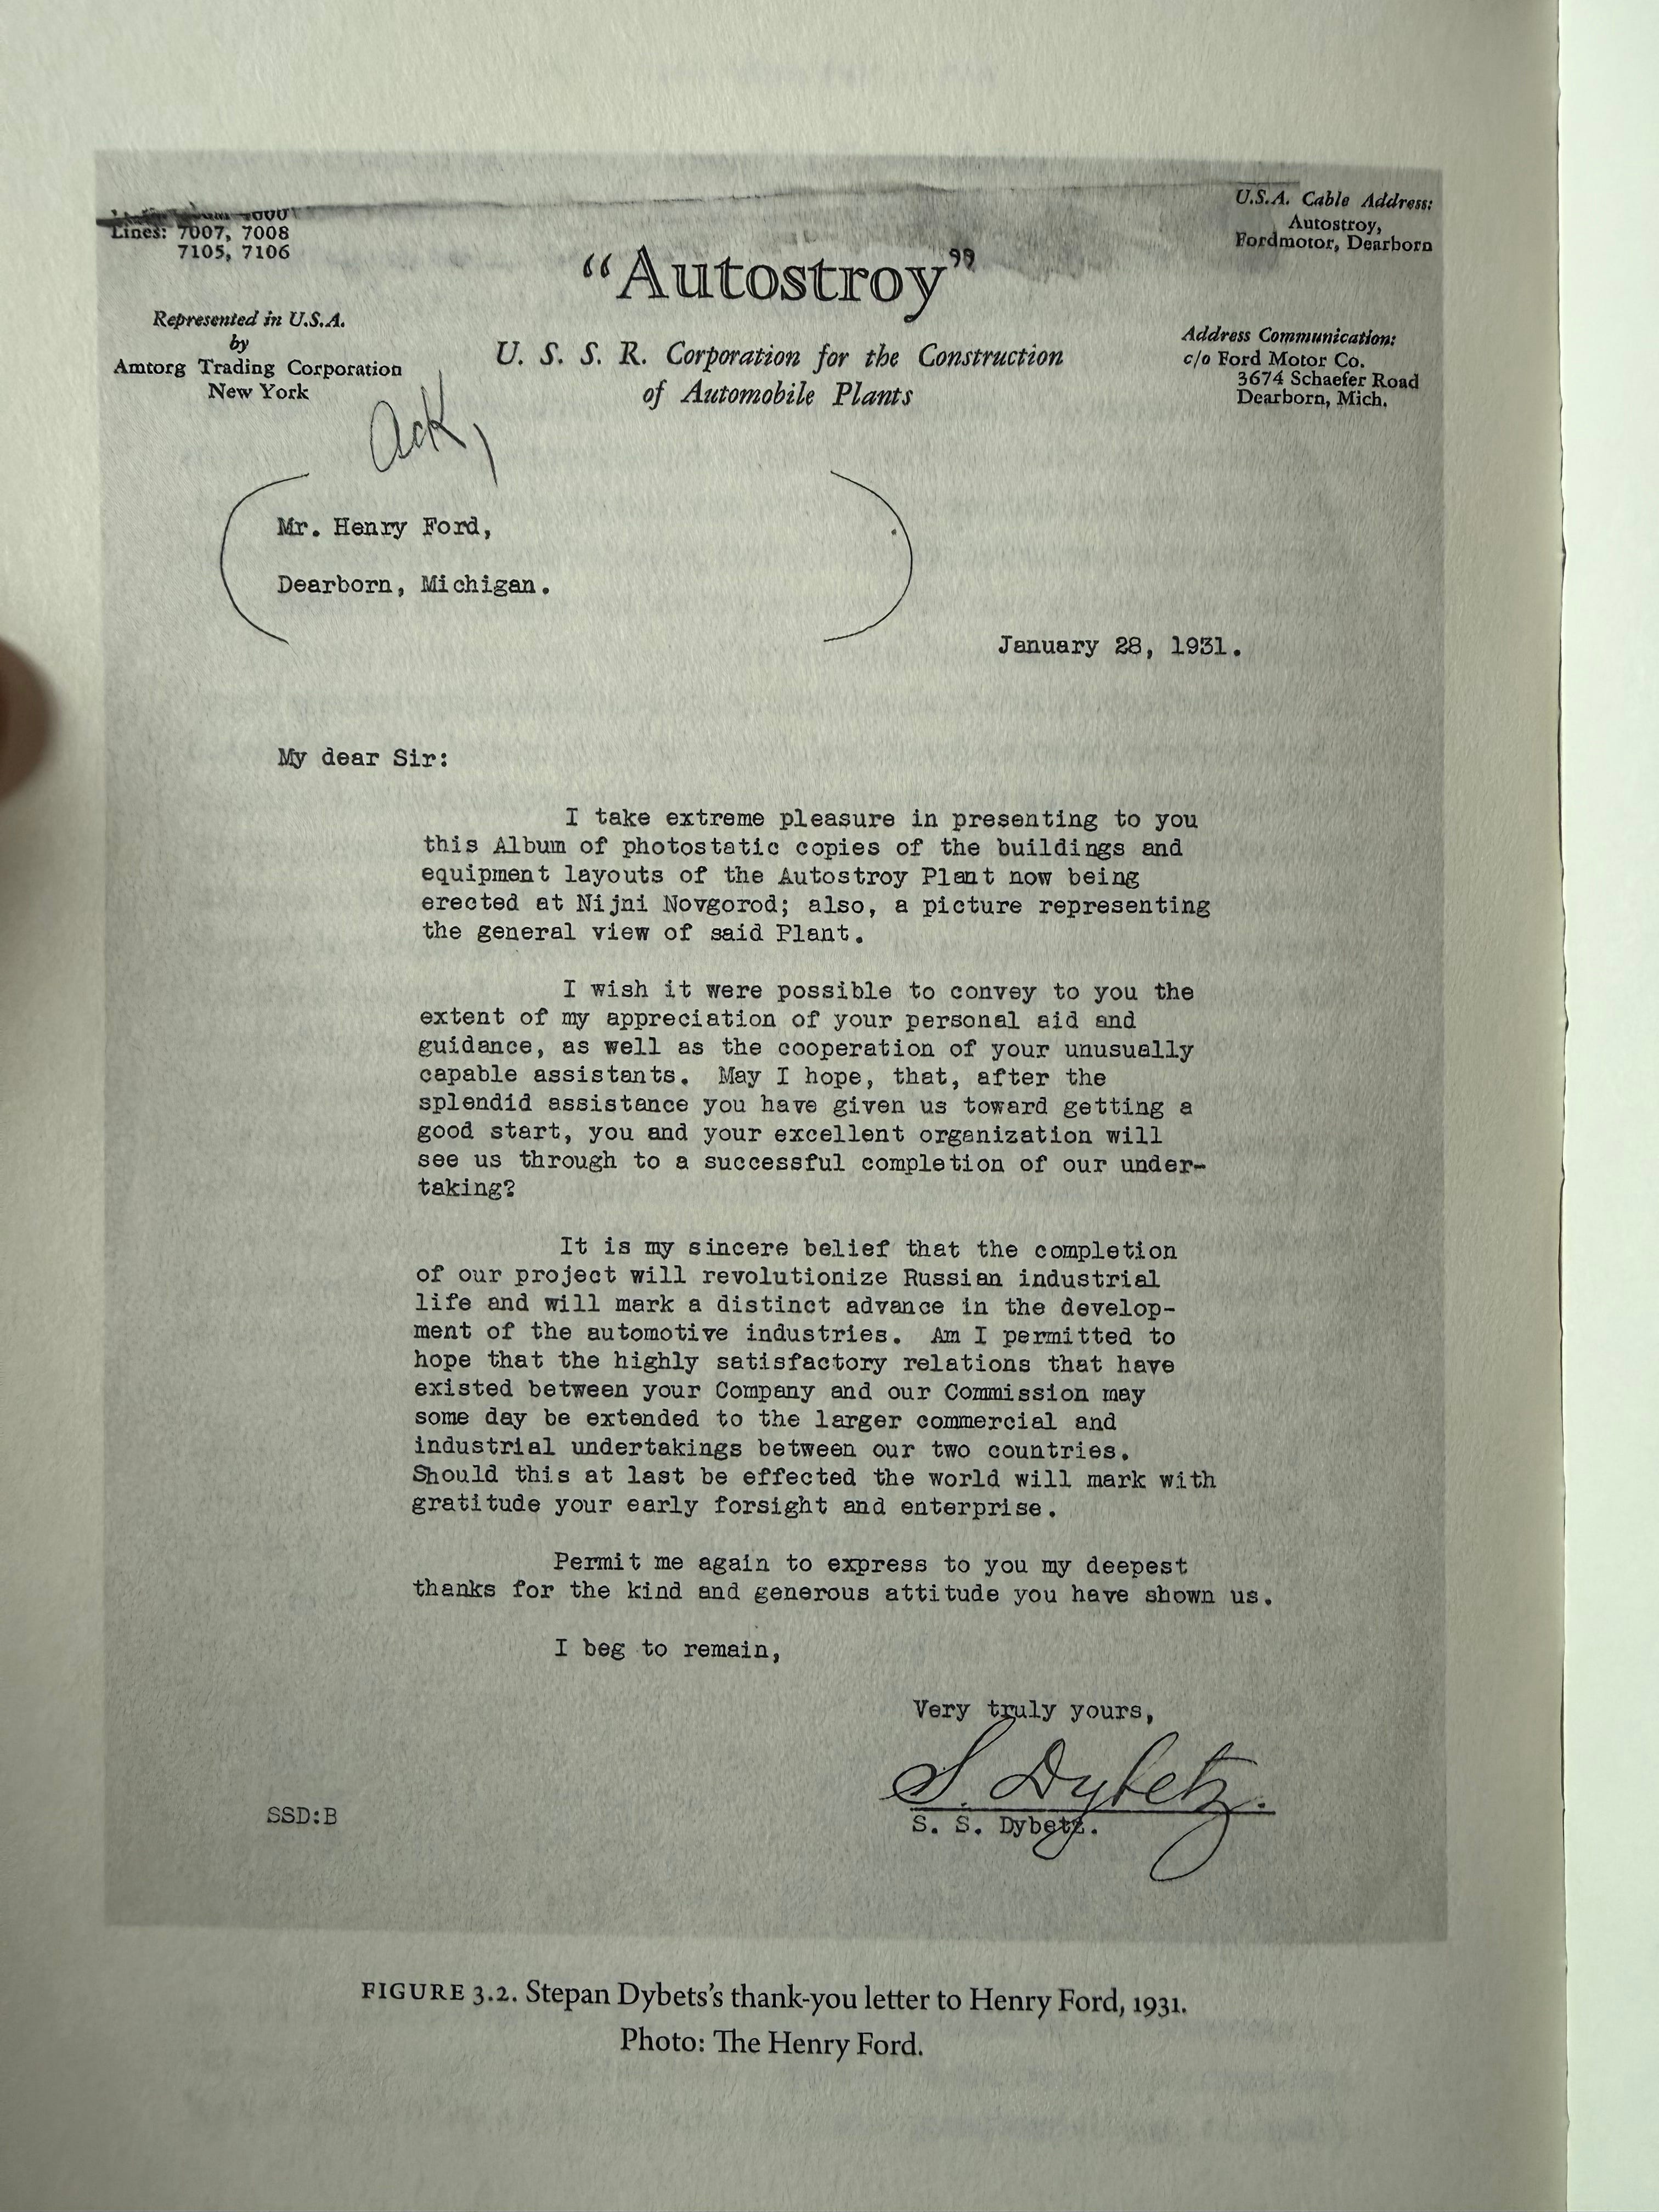 Lines: 7007, 7008
7105, 7106
Represented in U.S.A.
by
Amtorg Trading Corporation
New York
“Autostroy”
U. S. S. R. Corporation for the Construction
of Automobile Plants
U.S.A. Cable Address:
Autostroy,
Fordmotor, Dearborn
Address Communication:
c/o Ford Motor Co.
3674 Schaefer Road
Dearborn, Mich.
Ack,
Mr. Henry Ford,
Dearborn, Michigan.
January 28, 1931.
My dear Sir:
I take extreme pleasure in presenting to you
this Album of photostatic copies of the buildings and
equipment layouts of the Autostroy Plant now being
erected at Nijni Novgorod; also, a picture representing
the general view of said Plant.
I wish it were possible to convey to you the
extent of my appreciation of your personal aid and
guidance, as well as the cooperation of your unusually
capable assistants. May I hope, that, after the
splendid assistance you have given us toward getting a
good start, you and your excellent organization will
see us through to a successful completion of our under-
taking?
It is my sincere belief that the completion
of our project will revolutionize Russian industrial
life and will mark a distinct advance in the develop-
ment of the automotive industries. Am I permitted to
hope that the highly satisfactory relations that have
existed between your Company and our Commission may
some day be extended to the larger commercial and
industrial undertakings between our two countries.
Should this at last be effected the world will mark with
gratitude your early forsight and enterprise.
Permit me again to express to you my deepest
thanks for the kind and generous attitude you have shown us.
I beg to remain,
Very truly yours,
S. Dybetz.
S. S. Dybetz.
SSD:B
FIGURE 3.2. Stepan Dybets’s thank-you letter to Henry Ford, 1931.
Photo: The Henry Ford.